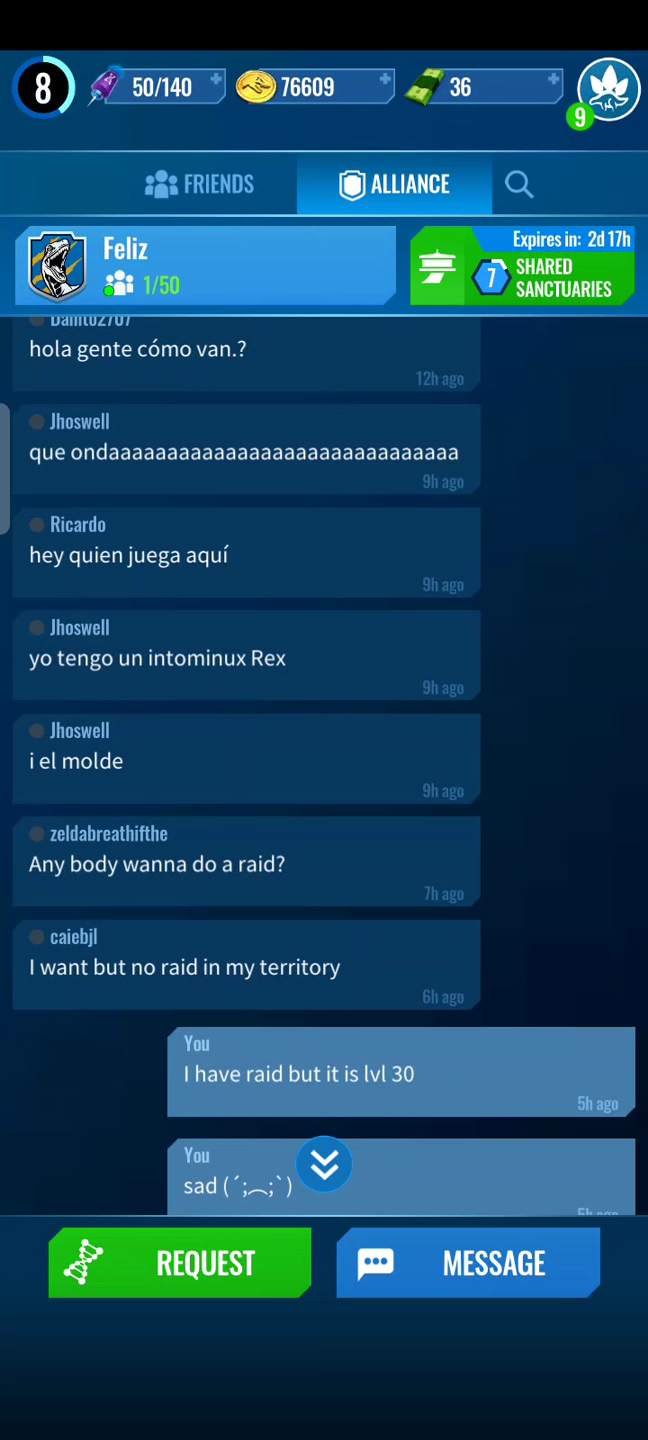 8
50/140
76609
36
9
FRIENDS
ALLIANCE
Feliz
1/50
Expires in: 2d 17h
7
SHARED
SANCTUARIES
hola gente cómo van.?
12h ago
Jhoswell
que ondaaaaaaaaaaaaaaaaaaaaaaaaaaaaaa
9h ago
Ricardo
hey quien juega aquí
9h ago
Jhoswell
yo tengo un intominux Rex
9h ago
Jhoswell
i el molde
9h ago
zeldabreathifthe
Any body wanna do a raid?
7h ago
caiebjl
I want but no raid in my territory
6h ago
You
I have raid but it is lvl 30
5h ago
You
sad (´;︵;`)
5h ago
REQUEST
MESSAGE